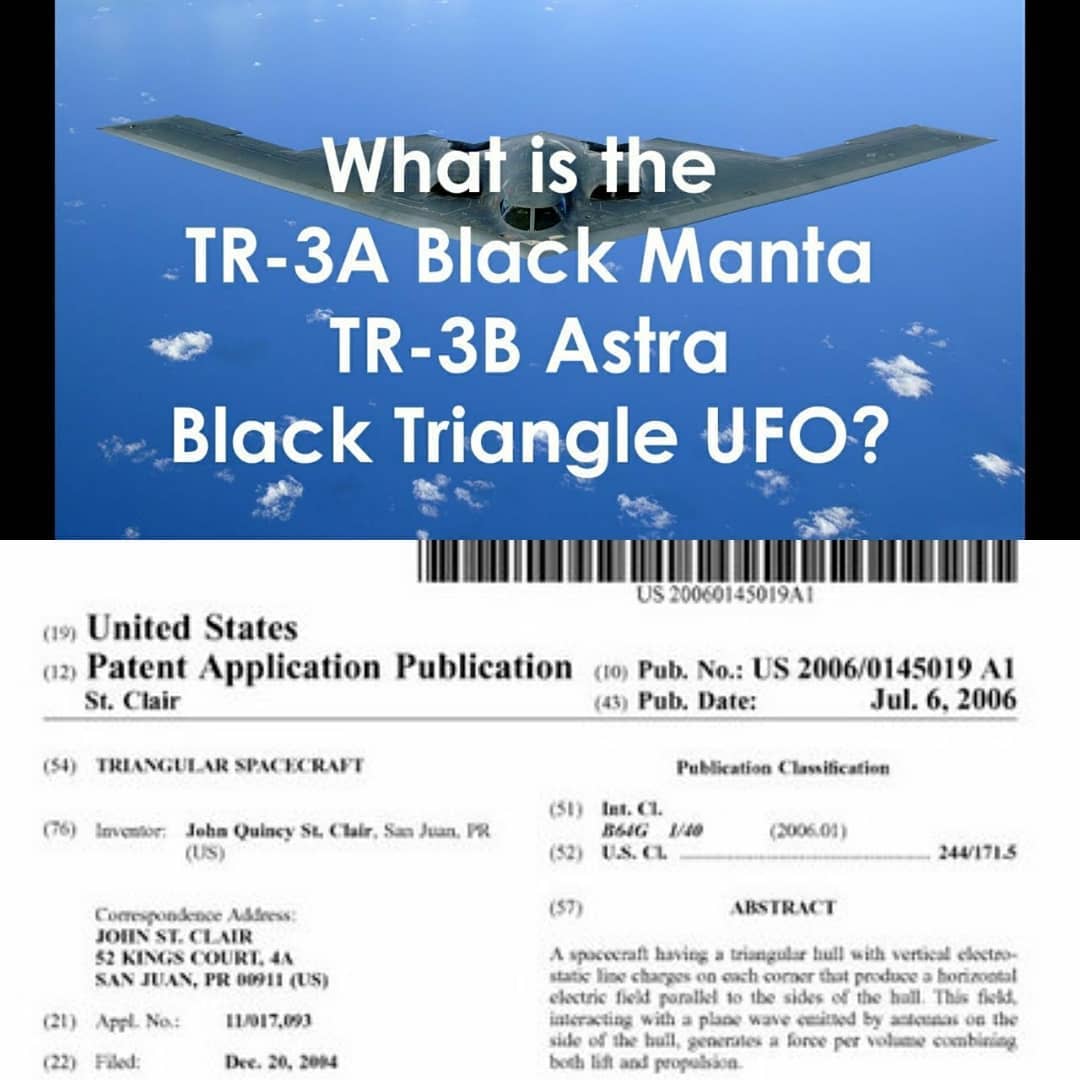 What is the
TR-3A Black Manta
TR-3B Astra
Black Triangle UFO?
US 20060145019A1
(19) United States
(12) Patent Application Publication (10) Pub. No.: US 2006/0145019 A1
St. Clair (43) Pub. Date: Jul. 6, 2006
(54) TRIANGULAR SPACECRAFT
(76) Inventor: John Quincy St. Clair, San Juan, PR
(US)
Correspondence Address:
JOHN ST. CLAIR
52 KINGS COURT, 4A
SAN JUAN, PR 00911 (US)
(21) Appl. No.: 11/017,093
(22) Filed: Dec. 20, 2004
Publication Classification
(51) Int. Cl.
B64G 1/40 (2006.01)
(52) U.S. Cl. 244/171.5
(57) ABSTRACT
A spacecraft having a triangular hull with vertical electro-
static line charges on each corner that produce a horizontal
electric field parallel to the sides of the hull. This field,
interacting with a plane wave emitted by antennas on the
side of the hull, generates a force per volume combining
both lift and propulsion.